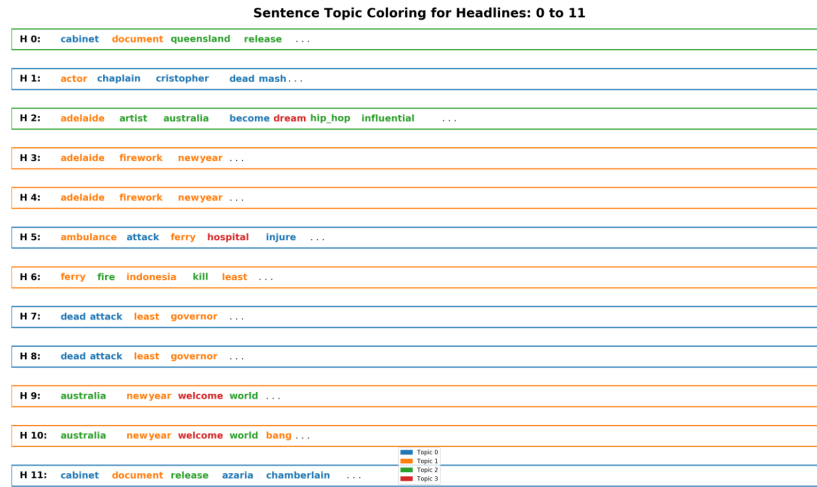 Sentence Topic Coloring for Headlines: 0 to 11
H 0: cabinet document queensland release ...
H 1: actor chaplain cristopher dead mash...
H 2: adelaide artist australia become dream hip_hop influential ...
H 3: adelaide firework newyear ...
H 4: adelaide firework newyear ...
H 5: ambulance attack ferry hospital injure ...
H 6: ferry fire indonesia kill least ...
H 7: dead attack least governor ...
H 8: dead attack least governor ...
H 9: australia newyear welcome world ...
H 10: australia newyear welcome world bang ...
Topic 0
Topic 1
Topic 2
Topic 3
H 11: cabinet document release azaria chamberlain ...